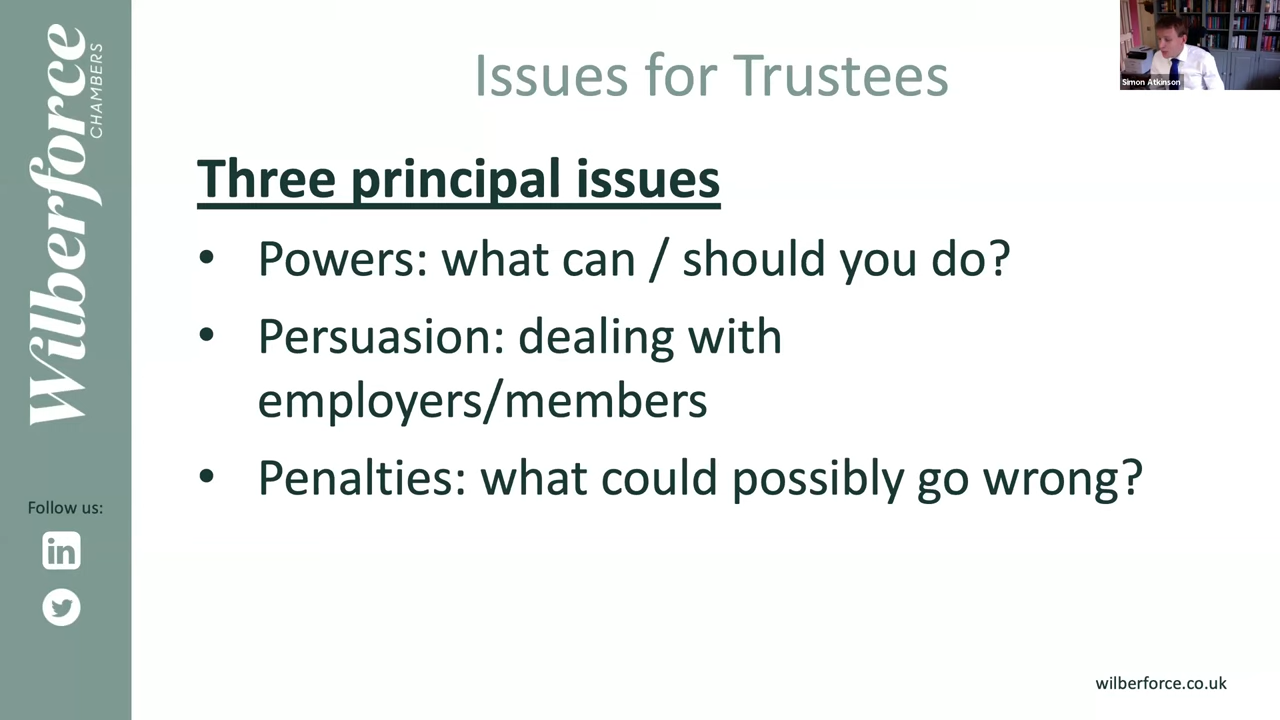 Wilberforce
CHAMBERS
Issues for Trustees
Simon Atkinson
Three principal issues
• Powers: what can / should you do?
• Persuasion: dealing with
employers/members
• Penalties: what could possibly go wrong?
Follow us:
in
wilberforce.co.uk